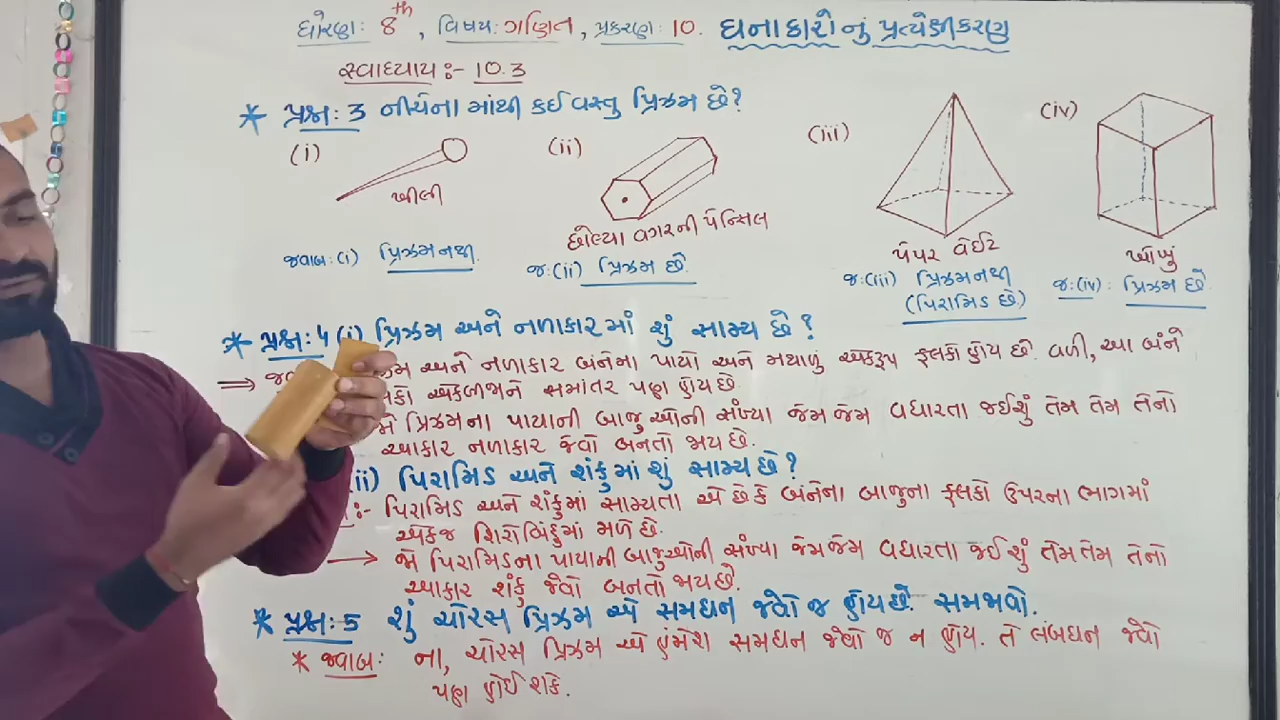 ધોરણ: 8th, વિષય: ગણિત, પ્રકરણ: 10. ઘનાકારોનું પ્રત્યક્ષીકરણ
સ્વાધ્યાય:- 10.3
* પ્રશ્ન: 3 નીચેના માંથી કઈ વસ્તુ પ્રિઝમ છે?
(i) (ii) (iii) (iv)
ખીલી છોલ્યા વગરની પેન્સિલ પેપર વેઈટ ખોખું
જવાબ: (i) પ્રિઝમ નથી. જ:(ii) પ્રિઝમ છે જ:(iii) પ્રિઝમ નથી (પિરામિડ છે) જ:(iv): પ્રિઝમ છે
* પ્રશ્ન: 4 (i) પ્રિઝમ અને નળાકારમાં શું સામ્ય છે?
અને નળાકાર બંનેમાં પાયો અને મથાળું એકરૂપ ફલકો હોય છે. વળી, આ બંને
એકબીજાને સમાંતર પણ હોય છે.
પ્રિઝમના પાયાની બાજુઓની સંખ્યા જેમ જેમ વધારતા જઈશું તેમ તેમ તેનો
આકાર નળાકાર જેવો બનતો જાય છે.
(ii) પિરામિડ અને શંકુમાં શું સામ્ય છે?
:- પિરામિડ અને શંકુમાં સામ્યતા એ છે કે બંનેના બાજુના ફલકો ઉપરના ભાગમાં
એકજ શિરોબિંદુમાં મળે છે.
→ જો પિરામિડના પાયાની બાજુઓની સંખ્યા જેમ જેમ વધારતા જઈશું તેમ તેમ તેનો
આકાર શંકુ જેવો બનતો જાય છે.
* પ્રશ્ન: 5 શું ચોરસ પ્રિઝમ એ સમઘન જેવો જ હોય છે. સમજાવો.
* જવાબ: ના, ચોરસ પ્રિઝમ એ હંમેશા સમઘન જેવો જ ન હોય. તે લંબઘન જેવો
પણ હોઈ શકે.